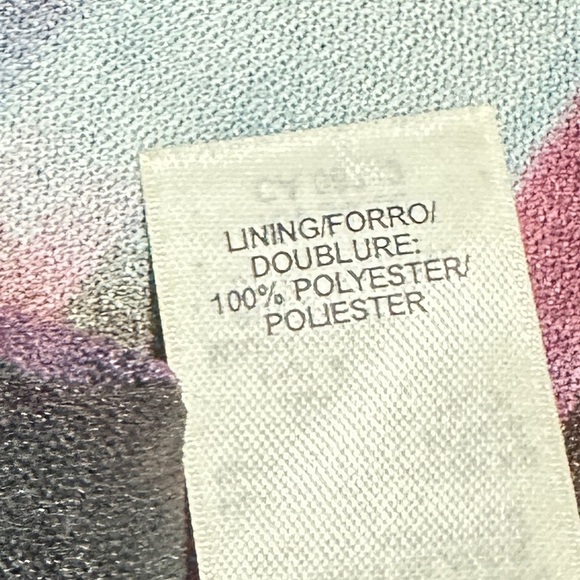 LINING/FORRO/
DOUBLURE:
100% POLYESTER/
POLIESTER